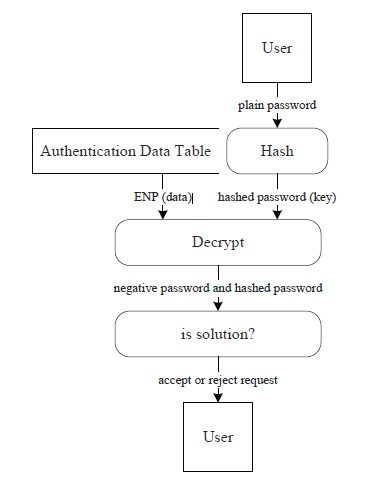 User
plain password
Authentication Data Table
Hash
ENP (data)
hashed password (key)
Decrypt
negative password and hashed password
is solution?
accept or reject request
User